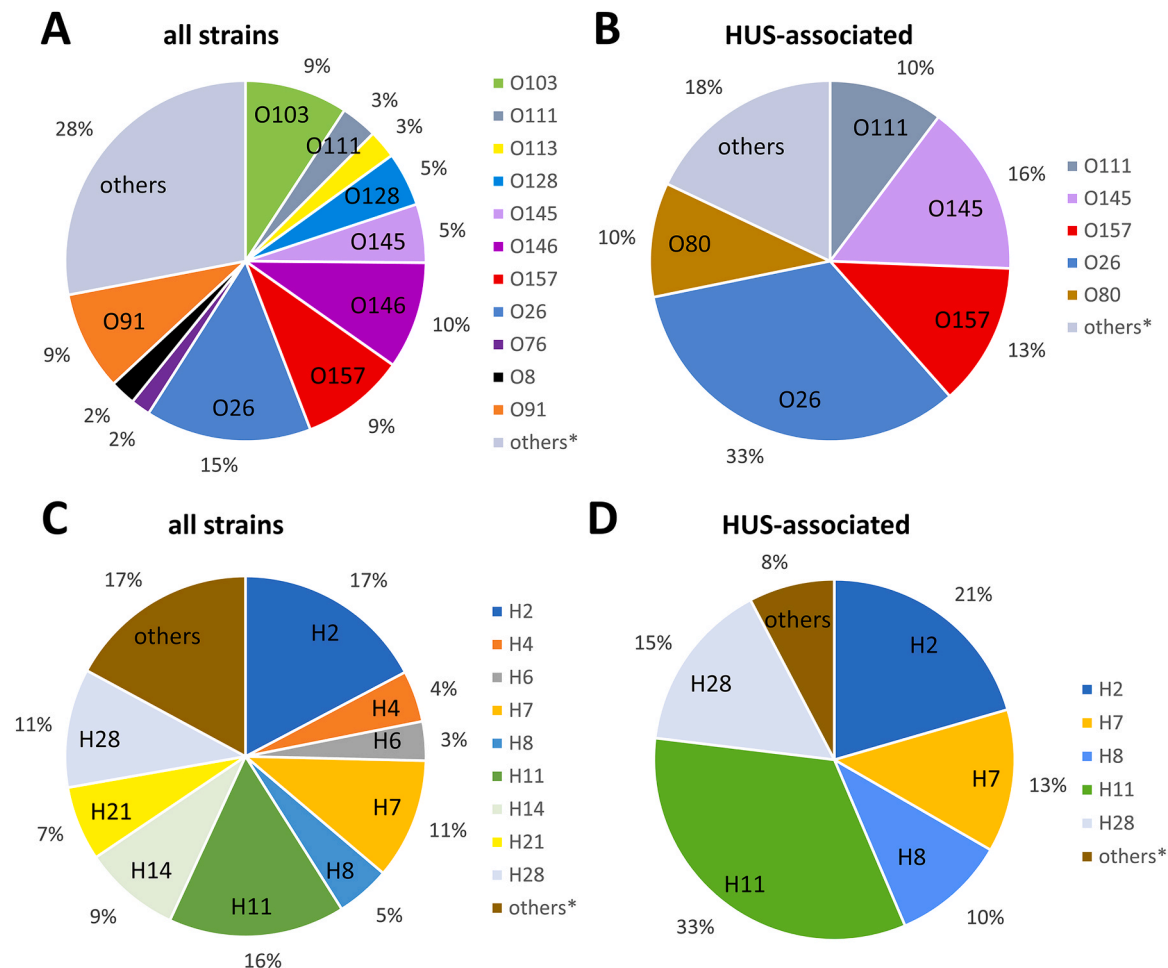 A
all strains
9%
3%
3%
5%
5%
10%
9%
15%
2%
2%
9%
28%
O103
O111
O128
O145
O146
O157
O26
O91
others
O103
O111
O113
O128
O145
O146
O157
O26
O76
O8
O91
others*
B
HUS-associated
10%
16%
13%
33%
10%
18%
O111
O145
O157
O26
O80
others
O111
O145
O157
O26
O80
others*
C
all strains
17%
4%
3%
11%
5%
16%
9%
7%
11%
17%
H2
H4
H6
H7
H8
H11
H14
H21
H28
others
H2
H4
H6
H7
H8
H11
H14
H21
H28
others*
D
HUS-associated
21%
13%
10%
33%
15%
8%
H2
H7
H8
H11
H28
others
H2
H7
H8
H11
H28
others*